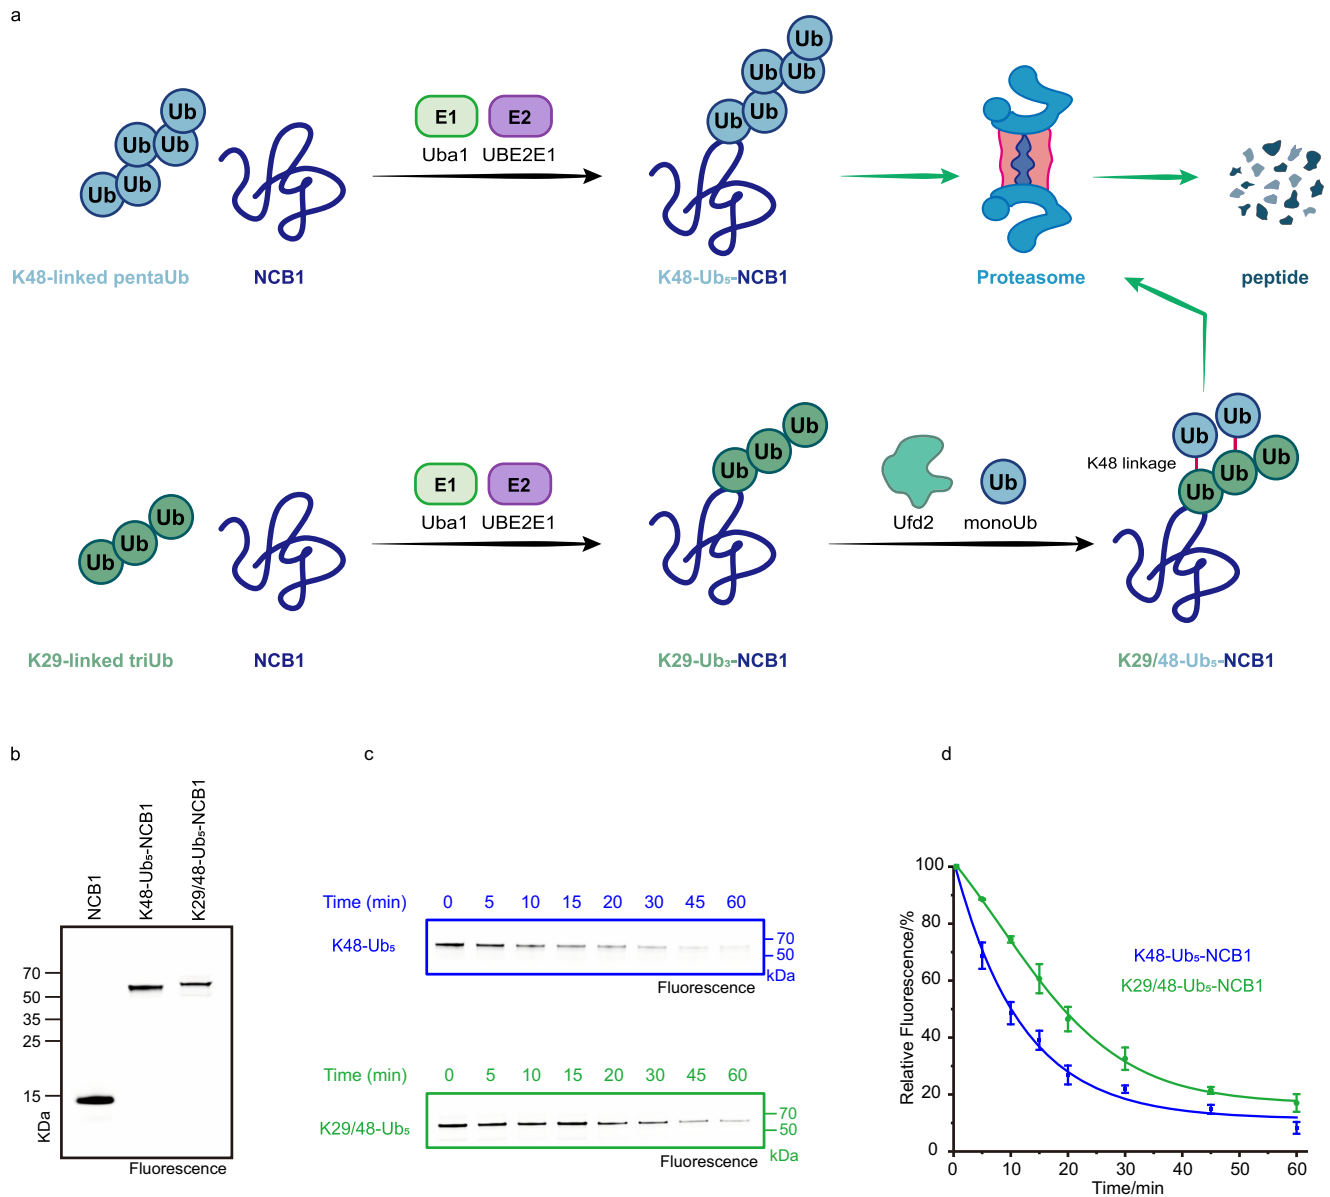 a
Ub
Ub Ub
Ub Ub
E1 E2
Uba1 UBE2E1
Ub
Ub Ub
Ub Ub
K48-linked pentaUb
NCB1
K48-Ub₅-NCB1
Proteasome
peptide
Ub
Ub
Ub
E1 E2
Uba1 UBE2E1
Ub
Ub
Ub
Ufd2
Ub
monoUb
K48 linkage
Ub
Ub
Ub
Ub
Ub
K29-linked triUb
NCB1
K29-Ub₃-NCB1
K29/48-Ub₅-NCB1
b
NCB1
K48-Ub₅-NCB1
K29/48-Ub₅-NCB1
70
50
35
25
15
KDa
Fluorescence
c
Time (min) 0 5 10 15 20 30 45 60
K48-Ub₅
70
50
kDa
Fluorescence
Time (min) 0 5 10 15 20 30 45 60
K29/48-Ub₅
70
50
kDa
Fluorescence
d
Relative Fluorescence/%
100
80
60
40
20
0
K48-Ub₅-NCB1
K29/48-Ub₅-NCB1
0 10 20 30 40 50 60
Time/min